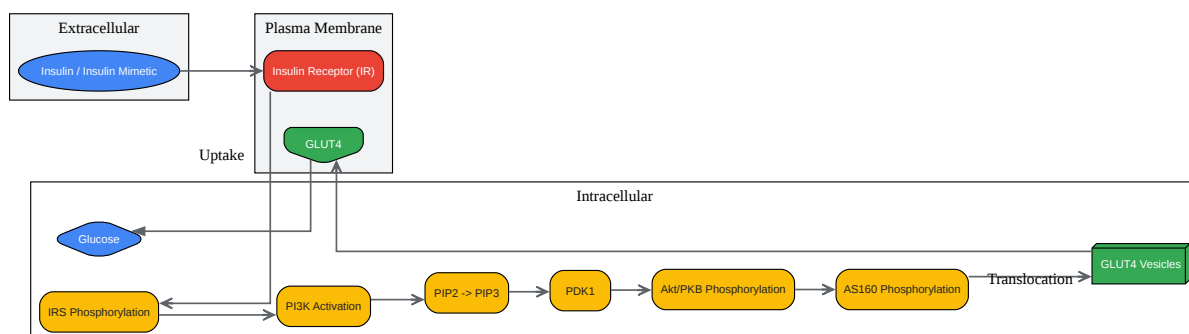 Extracellular
Plasma Membrane
Insulin / Insulin Mimetic
Insulin Receptor (IR)
GLUT4
Uptake
Intracellular
Glucose
GLUT4 Vesicles
Translocation
IRS Phosphorylation
PI3K Activation
PIP2 -> PIP3
PDK1
Akt/PKB Phosphorylation
AS160 Phosphorylation